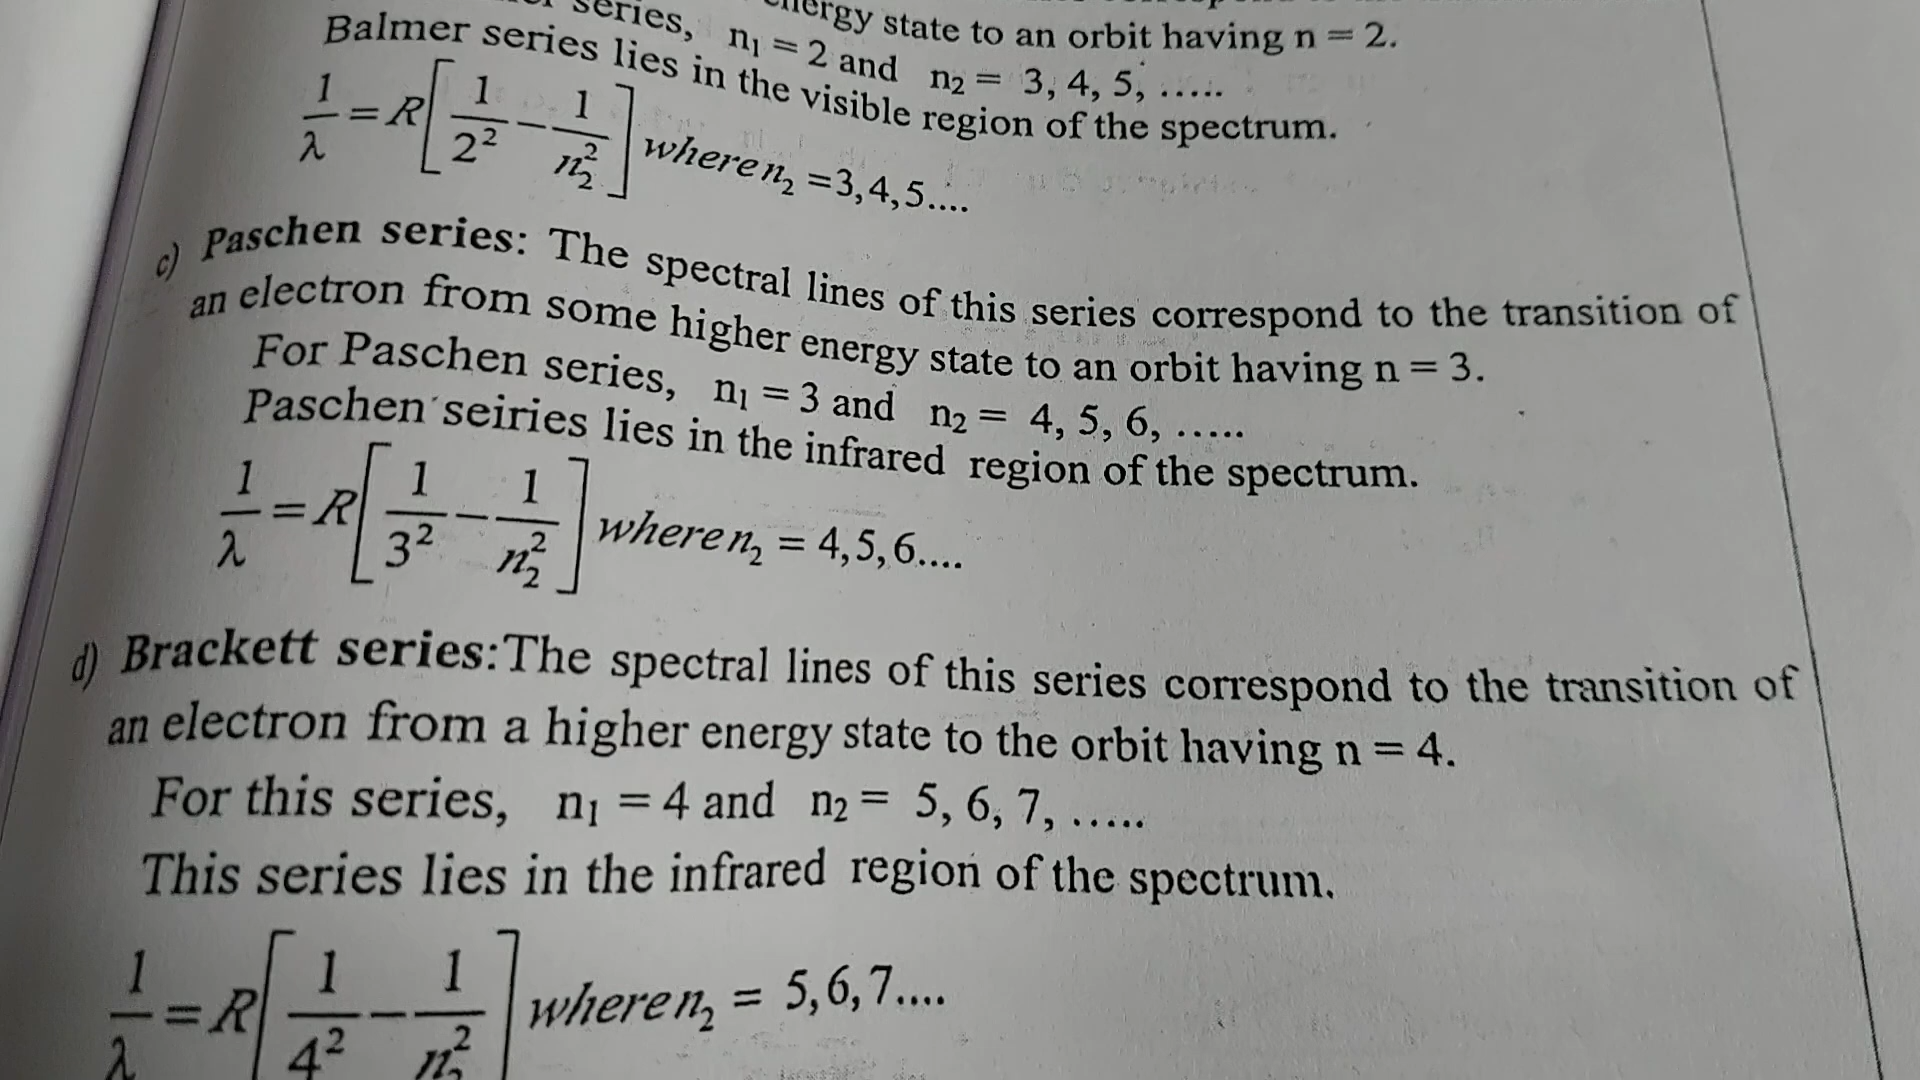 series, n₁ = 2 and n₂ = 3, 4, 5, .....
energy state to an orbit having n = 2.
Balmer series lies in the visible region of the spectrum.
1/λ = R[1/2² − 1/n₂²] where n₂ = 3,4,5....
c) Paschen series: The spectral lines of this series correspond to the transition of
an electron from some higher energy state to an orbit having n = 3.
For Paschen series, n₁ = 3 and n₂ = 4, 5, 6, .....
Paschen seiries lies in the infrared region of the spectrum.
1/λ = R[1/3² − 1/n₂²] where n₂ = 4,5,6....
d) Brackett series:The spectral lines of this series correspond to the transition of
an electron from a higher energy state to the orbit having n = 4.
For this series, n₁ = 4 and n₂ = 5, 6, 7, .....
This series lies in the infrared region of the spectrum.
1/λ = R[1/4² − 1/n₂²] where n₂ = 5,6,7....